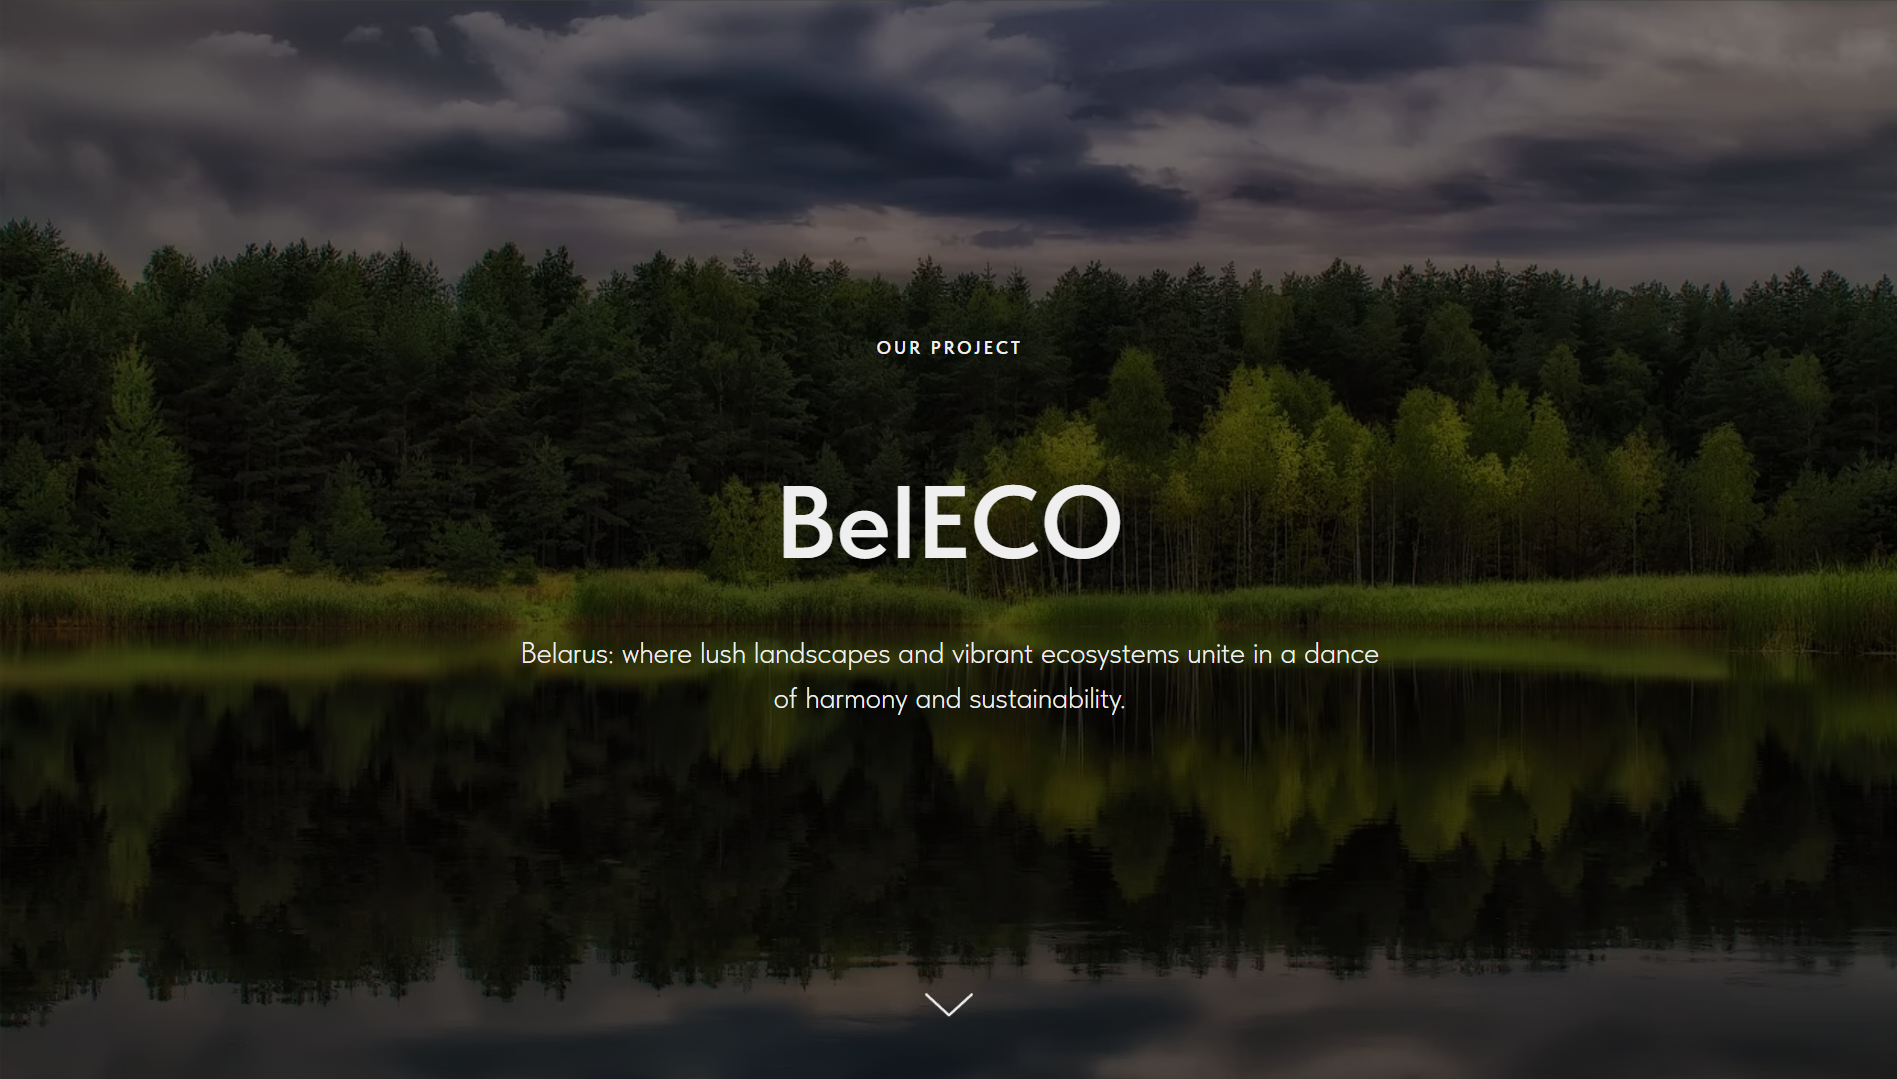 OUR PROJECT
BelECO
Belarus: where lush landscapes and vibrant ecosystems unite in a dance
of harmony and sustainability.